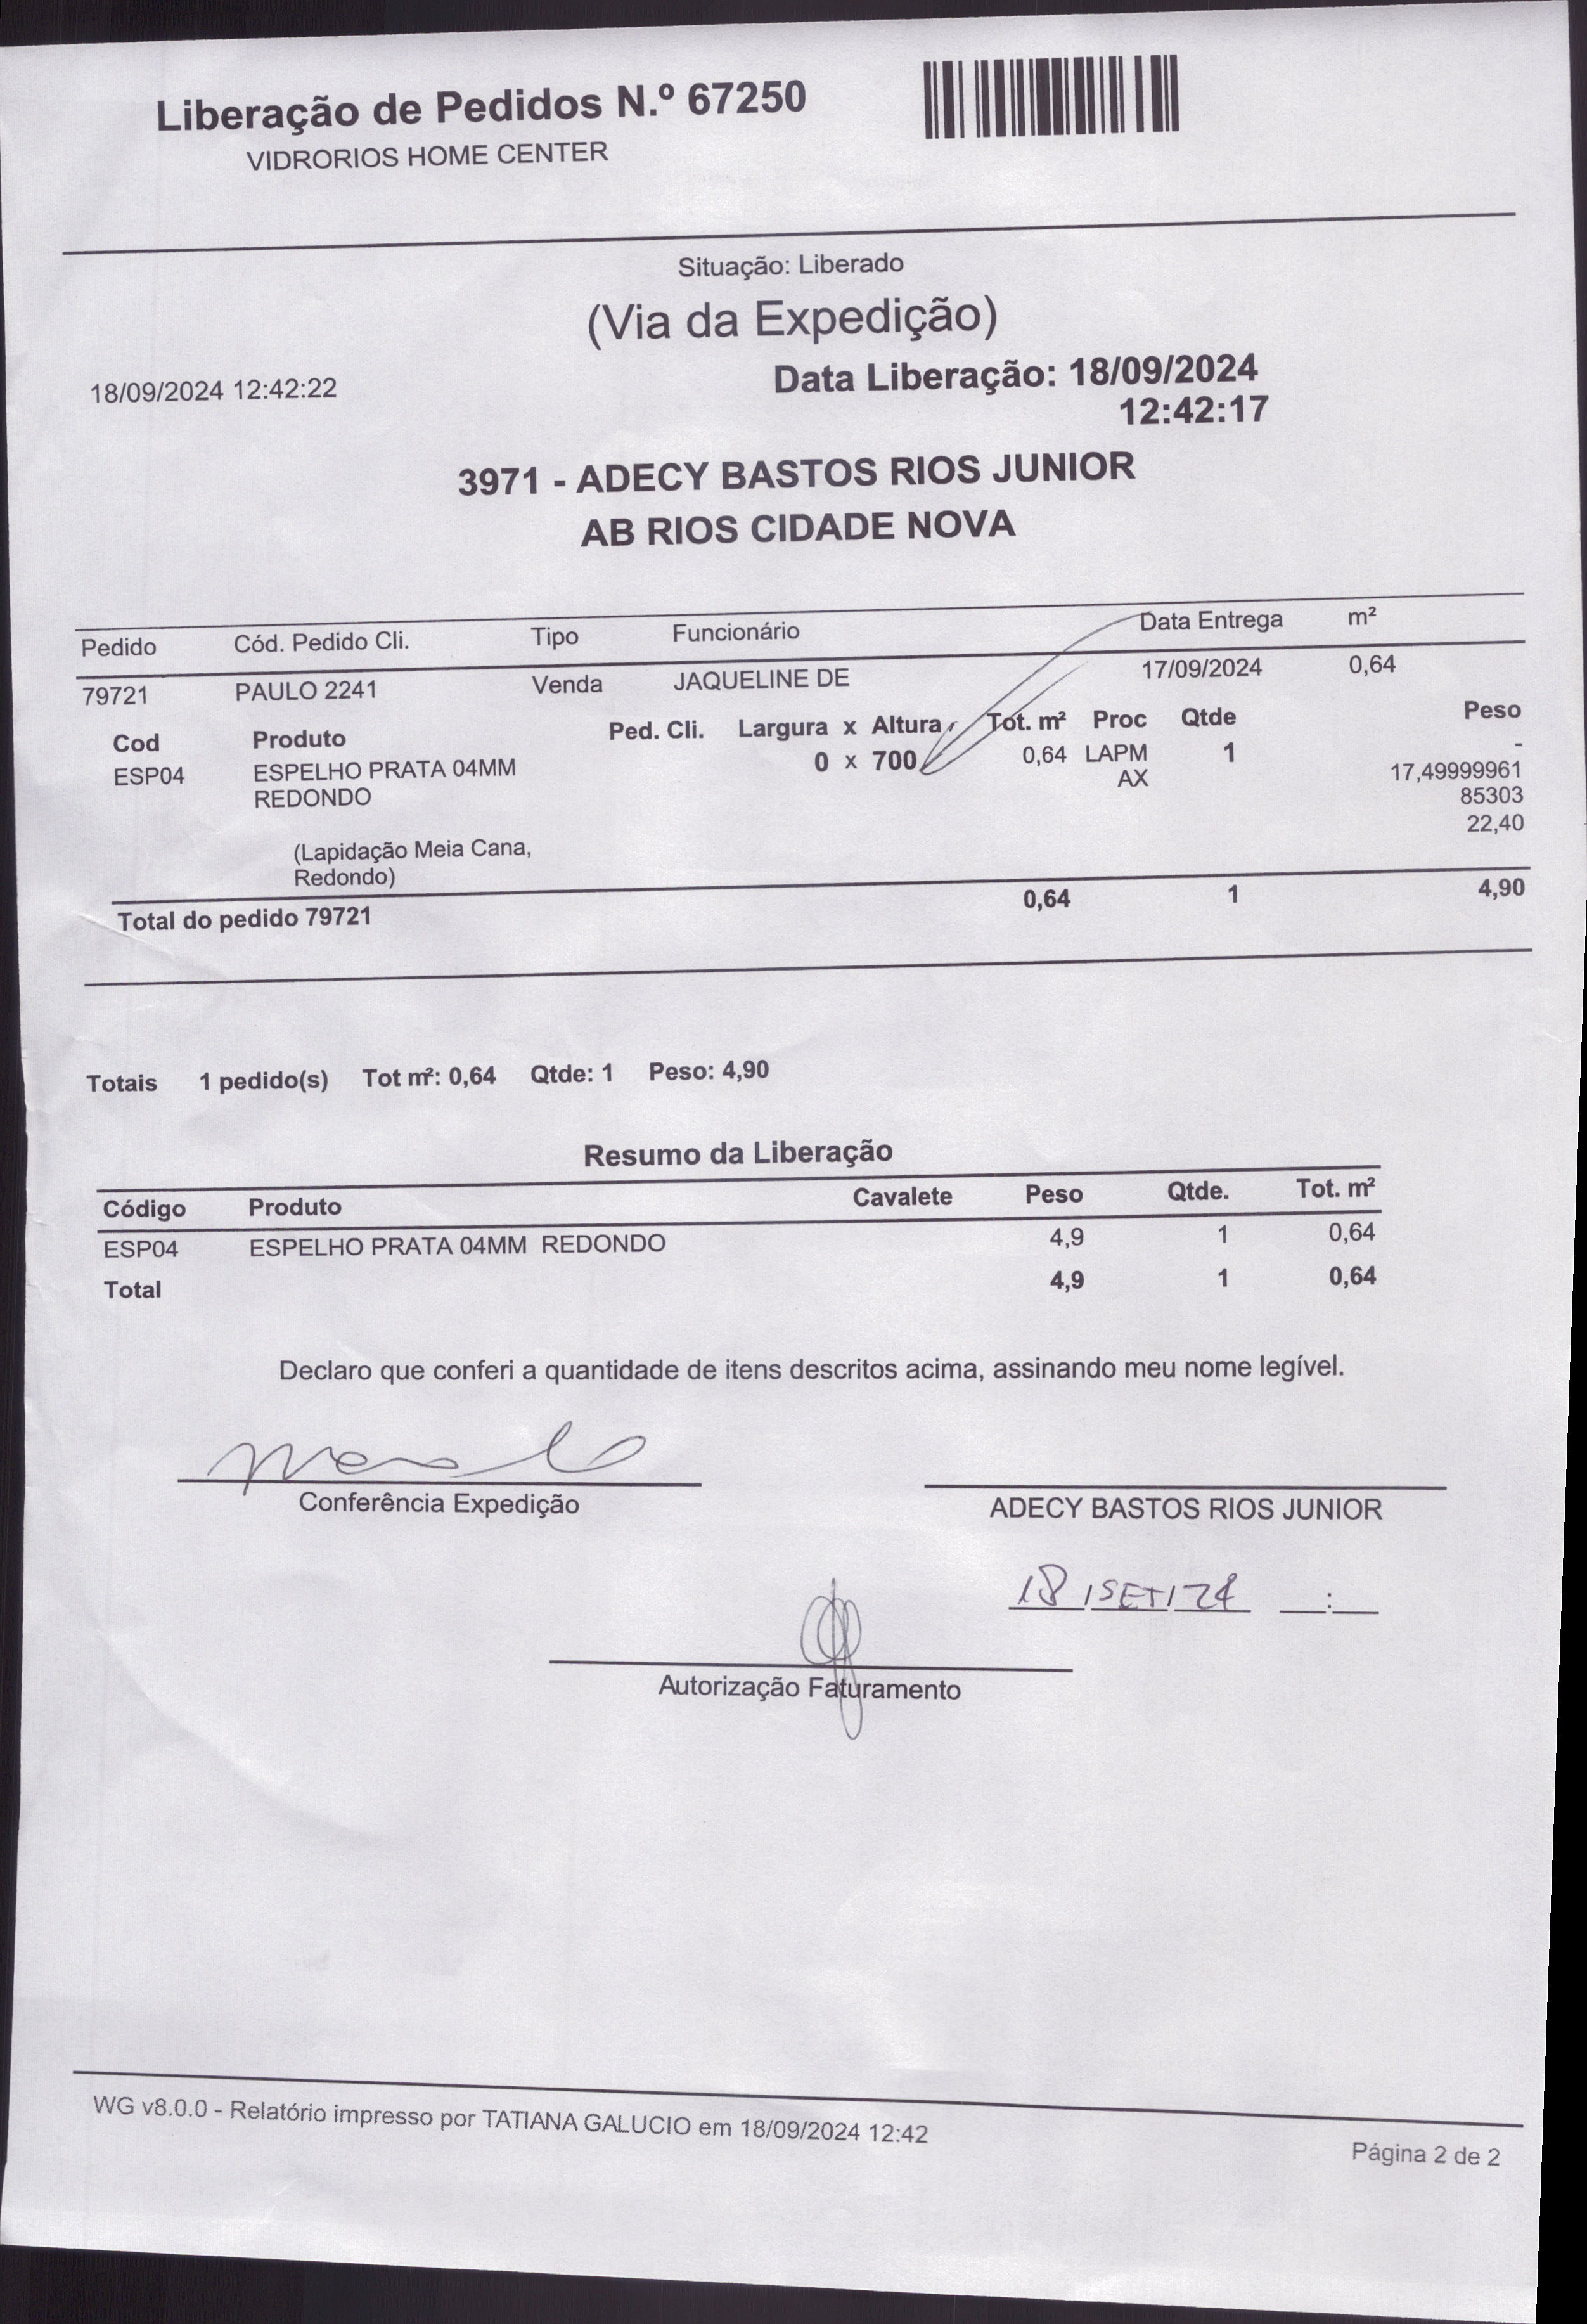 Liberação de Pedidos N.º 67250
VIDRORIOS HOME CENTER
Situação: Liberado
(Via da Expedição)
18/09/2024 12:42:22
Data Liberação: 18/09/2024
12:42:17
3971 - ADECY BASTOS RIOS JUNIOR
AB RIOS CIDADE NOVA
Pedido Cód. Pedido Cli. Tipo Funcionário Data Entrega m²
79721 PAULO 2241 Venda JAQUELINE DE 17/09/2024 0,64
Cod Produto Ped. Cli. Largura x Altura Tot. m² Proc Qtde Peso
ESP04 ESPELHO PRATA 04MM 0 x 700 0,64 LAPM 1 -
REDONDO AX 17,49999961
85303
22,40
(Lapidação Meia Cana,
Redondo)
Total do pedido 79721 0,64 1 4,90
Totais 1 pedido(s) Tot m²: 0,64 Qtde: 1 Peso: 4,90
Resumo da Liberação
Código Produto Cavalete Peso Qtde. Tot. m²
ESP04 ESPELHO PRATA 04MM REDONDO 4,9 1 0,64
Total 4,9 1 0,64
Declaro que conferi a quantidade de itens descritos acima, assinando meu nome legível.
Conferência Expedição
ADECY BASTOS RIOS JUNIOR
18 / SET / 24 __:__
Autorização Faturamento
WG v8.0.0 - Relatório impresso por TATIANA GALUCIO em 18/09/2024 12:42
Página 2 de 2